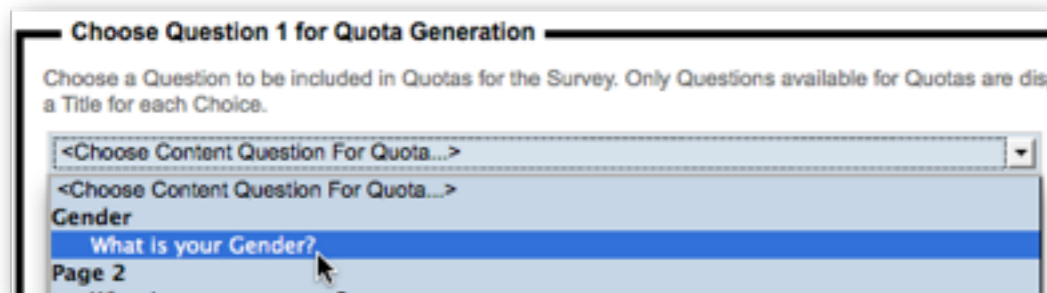 Choose Question 1 for Quota Generation
Choose a Question to be included in Quotas for the Survey. Only Questions available for Quotas are
a Title for each Choice.
<Choose Content Question For Quota...>
<Choose Content Question For Quota...>
Gender
What is your Gender?
Page 2